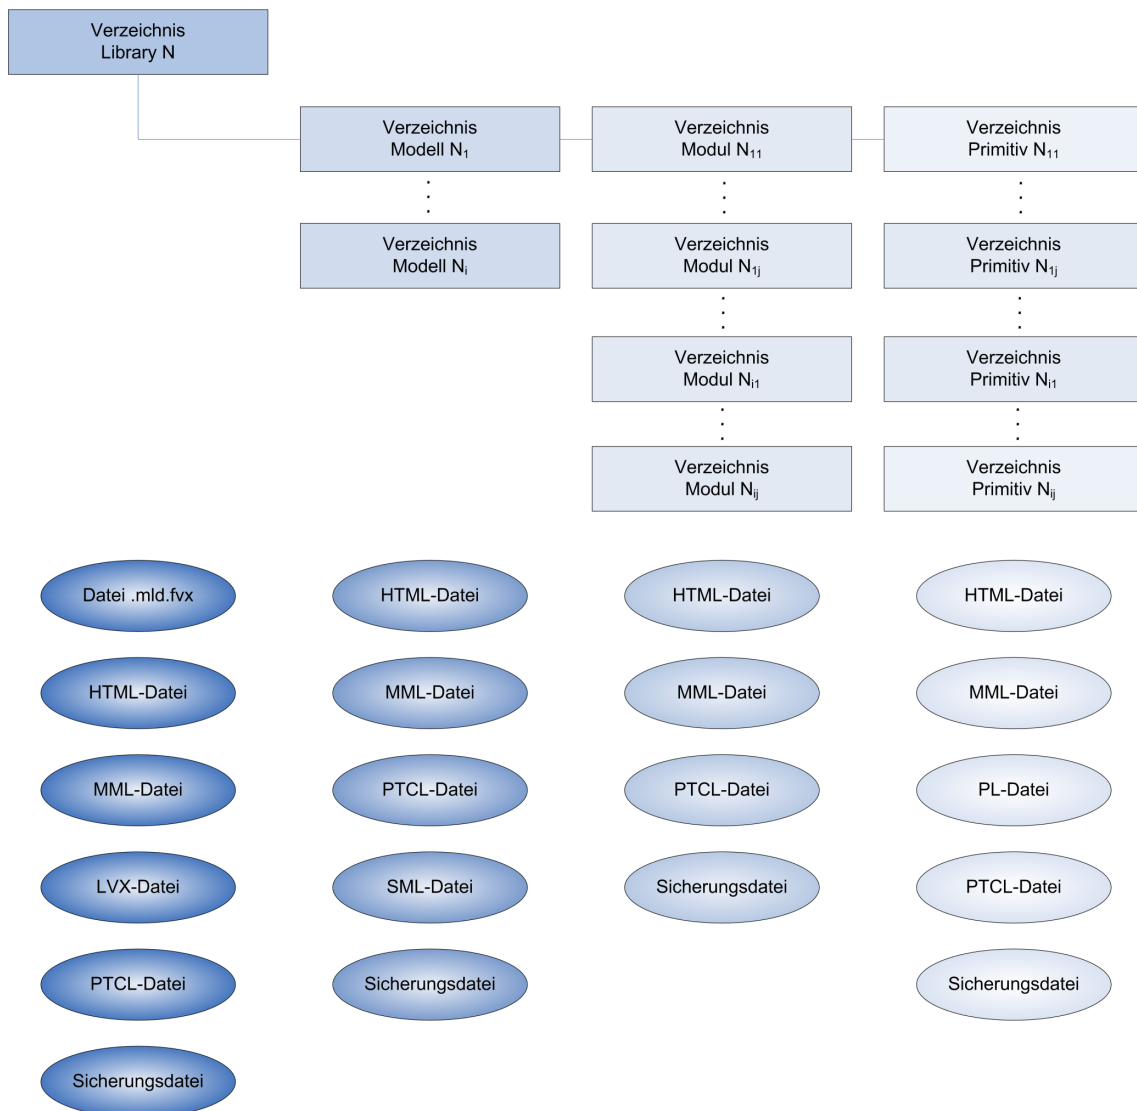 Verzeichnis
Library N
Verzeichnis
Modell N₁
Verzeichnis
Modul N₁₁
Verzeichnis
Primitiv N₁₁
Verzeichnis
Modell Nᵢ
Verzeichnis
Modul N₁ⱼ
Verzeichnis
Primitiv N₁ⱼ
Verzeichnis
Modul Nᵢ₁
Verzeichnis
Primitiv Nᵢ₁
Verzeichnis
Modul Nᵢⱼ
Verzeichnis
Primitiv Nᵢⱼ
Datei .mld.fvx
HTML-Datei
HTML-Datei
HTML-Datei
HTML-Datei
MML-Datei
MML-Datei
MML-Datei
MML-Datei
PTCL-Datei
PTCL-Datei
PL-Datei
LVX-Datei
SML-Datei
Sicherungsdatei
PTCL-Datei
PTCL-Datei
Sicherungsdatei
Sicherungsdatei
Sicherungsdatei